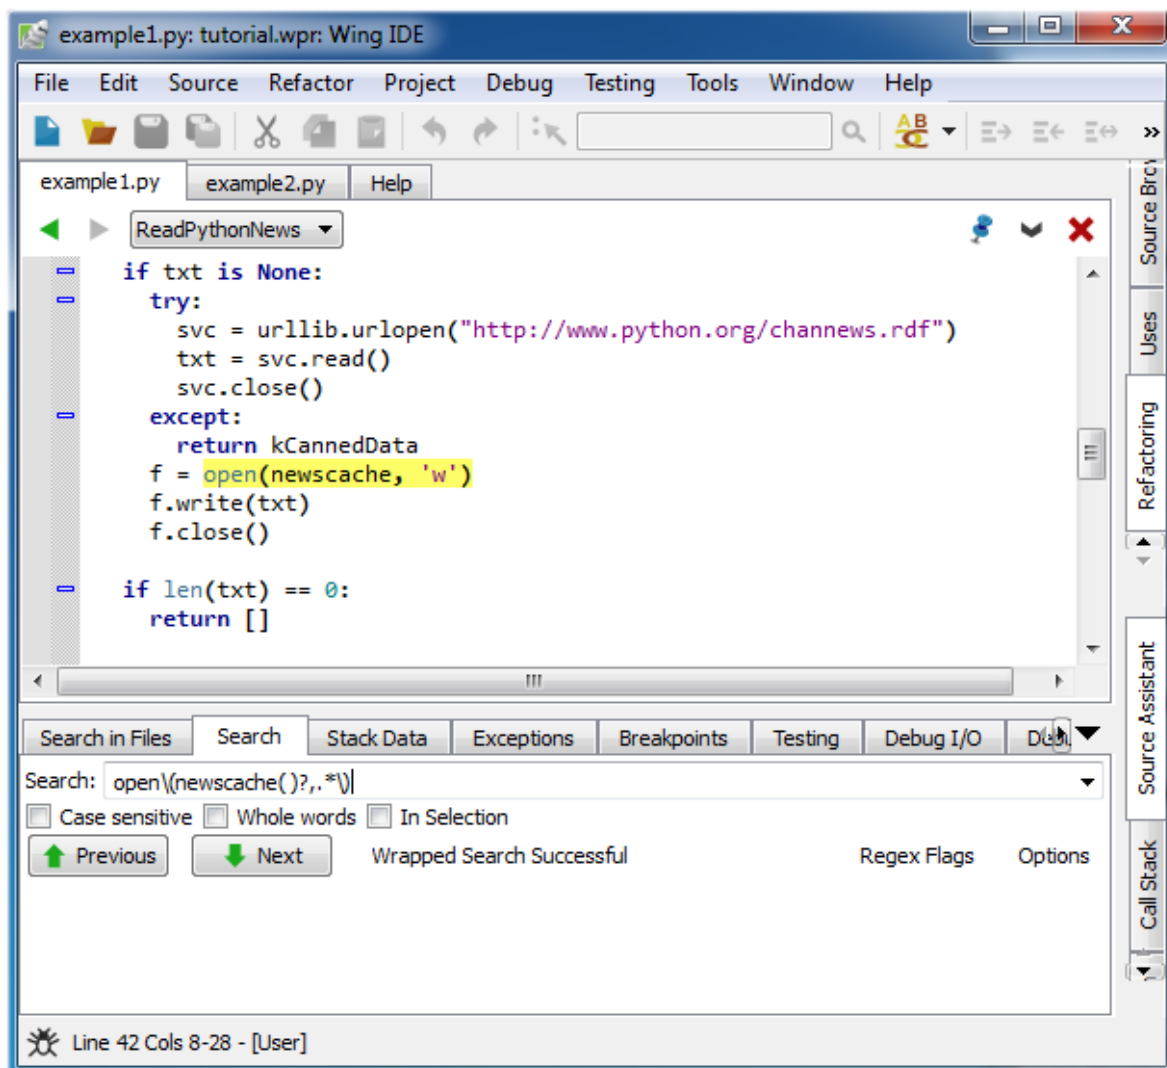 example1.py: tutorial.wpr: Wing IDE
File Edit Source Refactor Project Debug Testing Tools Window Help
example1.py example2.py Help
ReadPythonNews
if txt is None:
try:
svc = urllib.urlopen("http://www.python.org/channews.rdf")
txt = svc.read()
svc.close()
except:
return kCannedData
f = open(newscache, 'w')
f.write(txt)
f.close()
if len(txt) == 0:
return []
Source Brov
Uses
Refactoring
Source Assistant
Call Stack
Search in Files Search Stack Data Exceptions Breakpoints Testing Debug I/O
Search: open\(newscache( )?,.*\)
Case sensitive Whole words In Selection
Previous Next Wrapped Search Successful Regex Flags Options
Line 42 Cols 8-28 - [User]